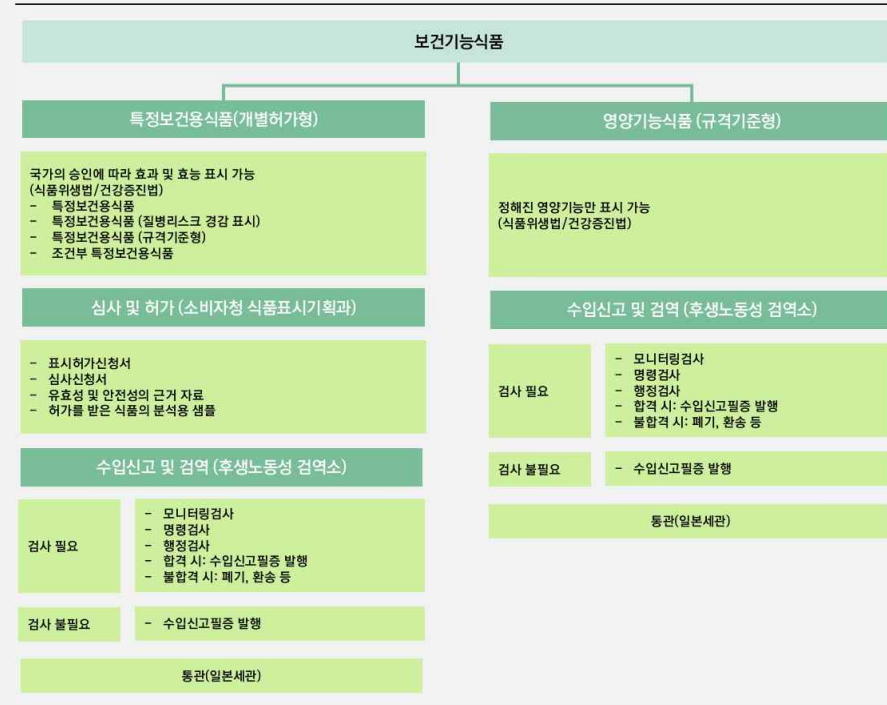 보건기능식품
특정보건용식품(개별허가형)
국가의 승인에 따라 효과 및 효능 표시 가능
(식품위생법/건강증진법)
- 특정보건용식품
- 특정보건용식품 (질병리스크 경감 표시)
- 특정보건용식품 (규격기준형)
- 조건부 특정보건용식품
심사 및 허가 (소비자청 식품표시기획과)
- 표시허가신청서
- 심사신청서
- 유효성 및 안전성의 근거 자료
- 허가를 받은 식품의 분석용 샘플
수입신고 및 검역 (후생노동성 검역소)
검사 필요
- 모니터링검사
- 명령검사
- 행정검사
- 합격 시: 수입신고필증 발행
- 불합격 시: 폐기, 환송 등
검사 불필요
- 수입신고필증 발행
통관(일본세관)
영양기능식품 (규격기준형)
정해진 영양기능만 표시 가능
(식품위생법/건강증진법)
수입신고 및 검역 (후생노동성 검역소)
검사 필요
- 모니터링검사
- 명령검사
- 행정검사
- 합격 시: 수입신고필증 발행
- 불합격 시: 폐기, 환송 등
검사 불필요
- 수입신고필증 발행
통관(일본세관)